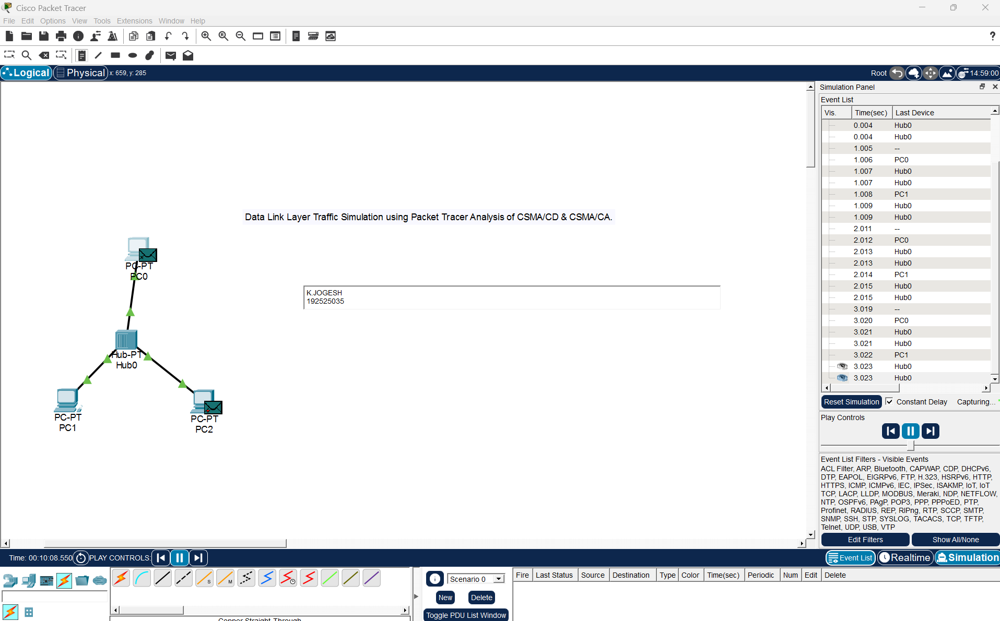 Cisco Packet Tracer
File Edit Options View Tools Extensions Window Help
Logical Physical x: 659, y: 285 Root 14:59:00
Simulation Panel
Event List
Vis. Time(sec) Last Device
0.004 Hub0
0.004 Hub0
1.005 --
1.006 PC0
1.007 Hub0
1.007 Hub0
1.008 PC1
1.009 Hub0
1.009 Hub0
2.011 --
2.012 PC0
2.013 Hub0
2.013 Hub0
2.014 PC1
2.015 Hub0
2.015 Hub0
3.019 --
3.020 PC0
3.021 Hub0
3.021 Hub0
3.022 PC1
3.023 Hub0
3.023 Hub0
Reset Simulation Constant Delay Capturing...
Play Controls
Event List Filters - Visible Events
ACL Filter, ARP, Bluetooth, CAPWAP, CDP, DHCPv6,
DTP, EAPOL, EIGRPv6, FTP, H.323, HSRPv6, HTTP,
HTTPS, ICMP, ICMPv6, IEC, IPSec, ISAKMP, IoT, IoT
TCP, LACP, LLDP, MODBUS, Meraki, NDP, NETFLOW,
NTP, OSPFv6, PAgP, POP3, PPP, PPPoED, PTP,
Profinet, RADIUS, REP, RIPng, RTP, SCCP, SMTP,
SNMP, SSH, STP, SYSLOG, TACACS, TCP, TFTP,
Telnet, UDP, USB, VTP
Edit Filters Show All/None
Data Link Layer Traffic Simulation using Packet Tracer Analysis of CSMA/CD & CSMA/CA.
K.JOGESH
192525035
PC-PT
PC0
Hub-PT
Hub0
PC-PT
PC1
PC-PT
PC2
Time: 00:10:08.550 PLAY CONTROLS: Event List Realtime Simulation
Scenario 0
New Delete
Toggle PDU List Window
Fire Last Status Source Destination Type Color Time(sec) Periodic Num Edit Delete
Copper Straight-Through